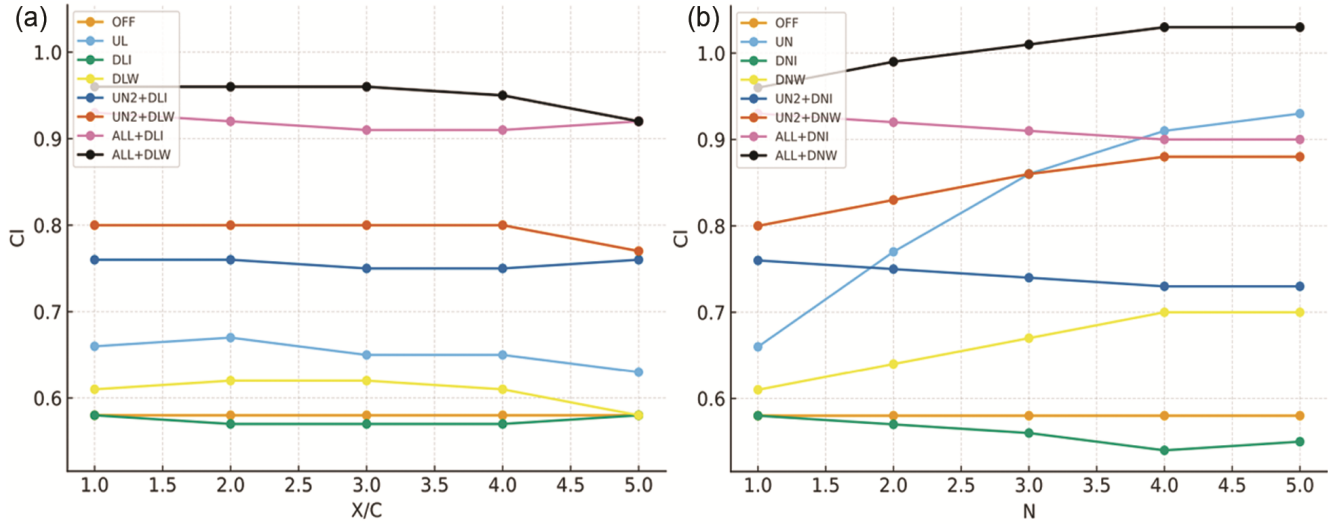 (a)
OFF
UL
DLI
DLW
UN2+DLI
UN2+DLW
ALL+DLI
ALL+DLW
1.0
0.9
0.8
0.7
0.6
CI
1.0 1.5 2.0 2.5 3.0 3.5 4.0 4.5 5.0
X/C
(b)
OFF
UN
DNI
DNW
UN2+DNI
UN2+DNW
ALL+DNI
ALL+DNW
1.0
0.9
0.8
0.7
0.6
CI
1.0 1.5 2.0 2.5 3.0 3.5 4.0 4.5 5.0
N